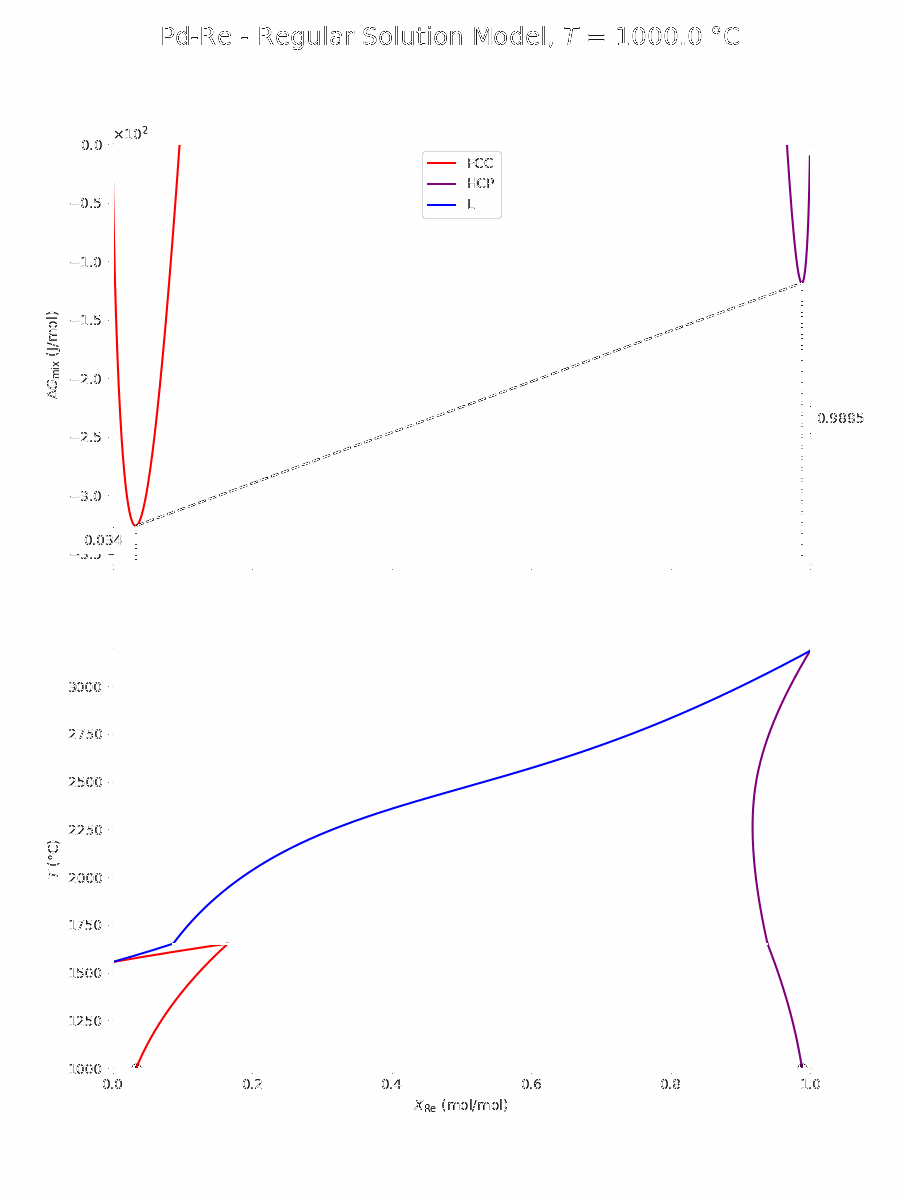 Pd-Re - Regular Solution Model, T = 1000.0 °C
×10²
0.0
−0.5
−1.0
−1.5
−2.0
−2.5
−3.0
−3.5
ΔG_mix (J/mol)
FCC
HCP
L
0.034
0.9895
3000
2750
2500
2250
2000
1750
1500
1250
1000
T (°C)
0.0 0.2 0.4 0.6 0.8 1.0
X_Re (mol/mol)